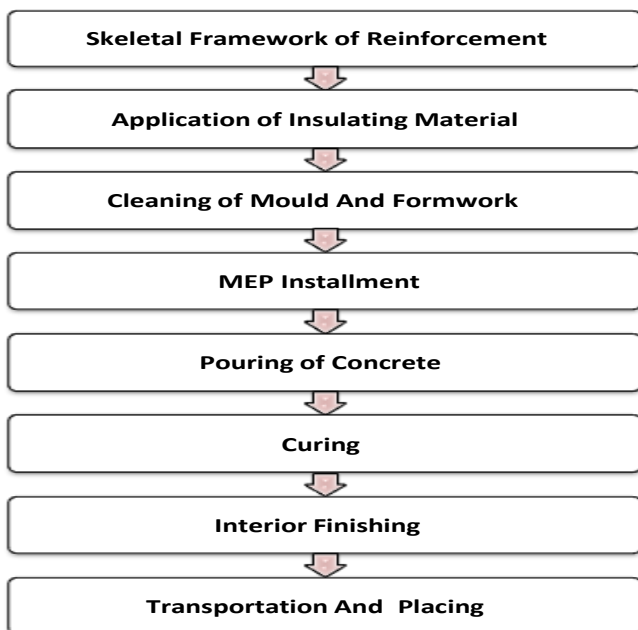 Skeletal Framework of Reinforcement
Application of Insulating Material
Cleaning of Mould And Formwork
MEP Installment
Pouring of Concrete
Curing
Interior Finishing
Transportation And Placing